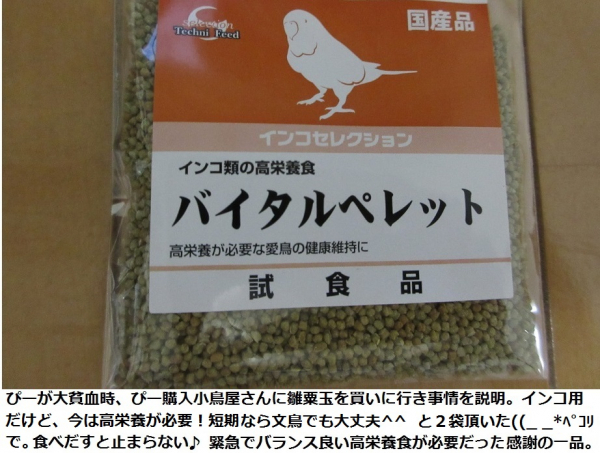 Selection
Techni Feed
国産品
インコセレクション
インコ類の高栄養食
バイタルペレット
高栄養が必要な愛鳥の健康維持に
試食品
ぴーが大貧血時、ぴー購入小鳥屋さんに雛粟玉を買いに行き事情を説明。インコ用
だけど、今は高栄養が必要！短期なら文鳥でも大丈夫^^ と２袋頂いた((_ _*ﾍﾟｺﾘ
で。食べだすと止まらない♪ 緊急でバランス良い高栄養食が必要だった感謝の一品。